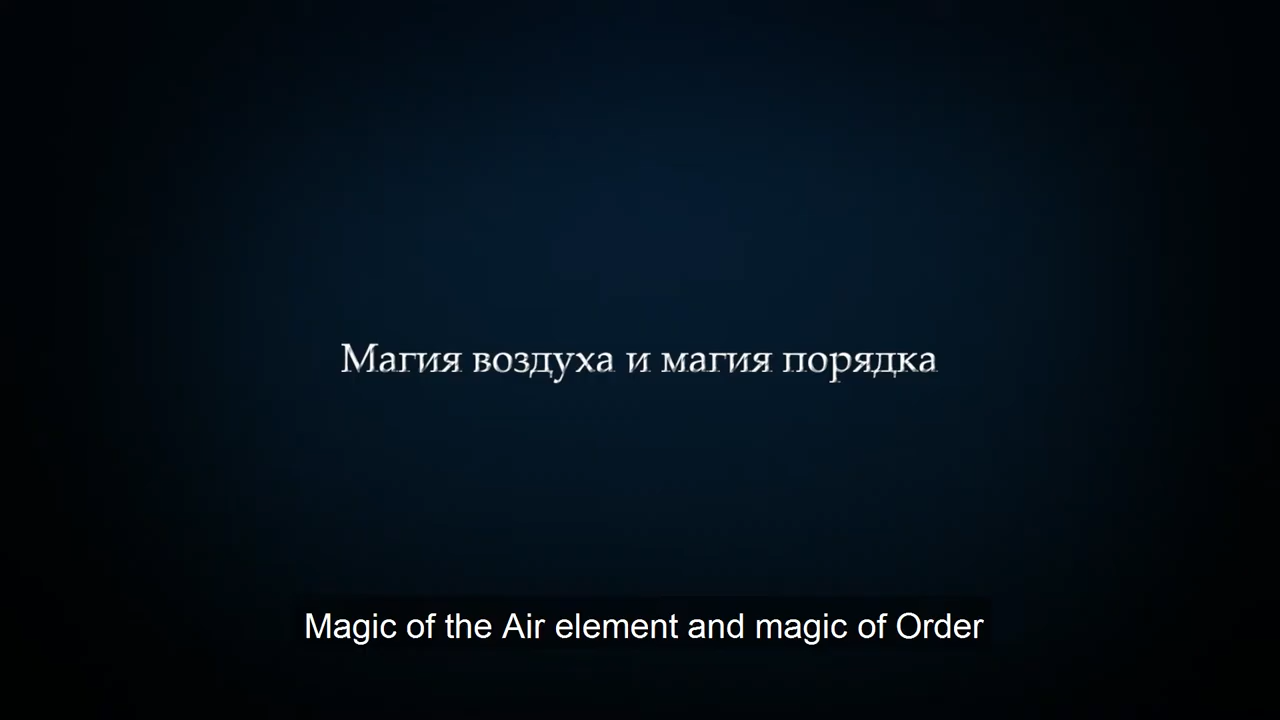 Магия воздуха и магия порядка
Magic of the Air element and magic of Order